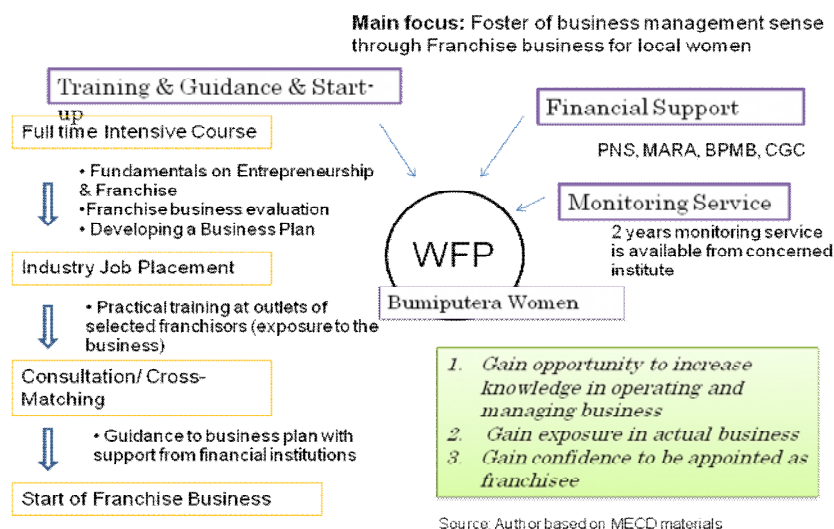 Main focus: Foster of business management sense
through Franchise business for local women
Training & Guidance & Start-
up
Full time Intensive Course
• Fundamentals on Entrepreneurship
& Franchise
•Franchise business evaluation
• Developing a Business Plan
Industry Job Placement
• Practical training at outlets of
selected franchisors (exposure to the
business)
Consultation/ Cross-
Matching
• Guidance to business plan with
support from financial institutions
Start of Franchise Business
Financial Support
PNS, MARA, BPMB, CGC
Monitoring Service
2 years monitoring service
is available from concerned
institute
WFP
Bumiputera Women
1. Gain opportunity to increase
knowledge in operating and
managing business
2. Gain exposure in actual business
3. Gain confidence to be appointed as
franchisee
Source: Author based on MECD materials